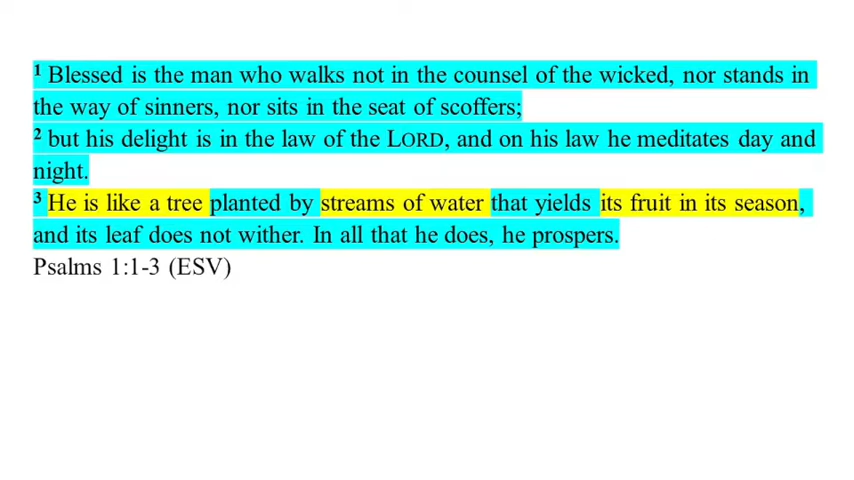 1 Blessed is the man who walks not in the counsel of the wicked, nor stands in
the way of sinners, nor sits in the seat of scoffers;
2 but his delight is in the law of the LORD, and on his law he meditates day and
night.
3 He is like a tree planted by streams of water that yields its fruit in its season,
and its leaf does not wither. In all that he does, he prospers.
Psalms 1:1-3 (ESV)